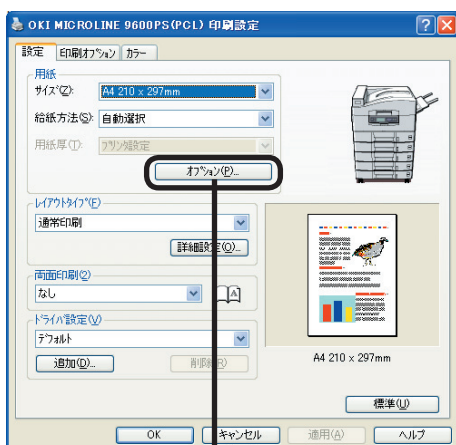 OKI MICROLINE 9600PS(PCL) 印刷設定
設定 印刷オプション カラー
用紙
サイズ(Z): A4 210 x 297mm
給紙方法(S): 自動選択
用紙厚(T): プリンタ設定
オプション(P)...
レイアウトタイプ(E)
通常印刷
詳細設定(O)...
両面印刷(2)
なし
A
ドライバ設定(V)
デフォルト
追加(D)...
削除(R)
A4 210 x 297mm
標準(U)
OK キャンセル 適用(A) ヘルプ